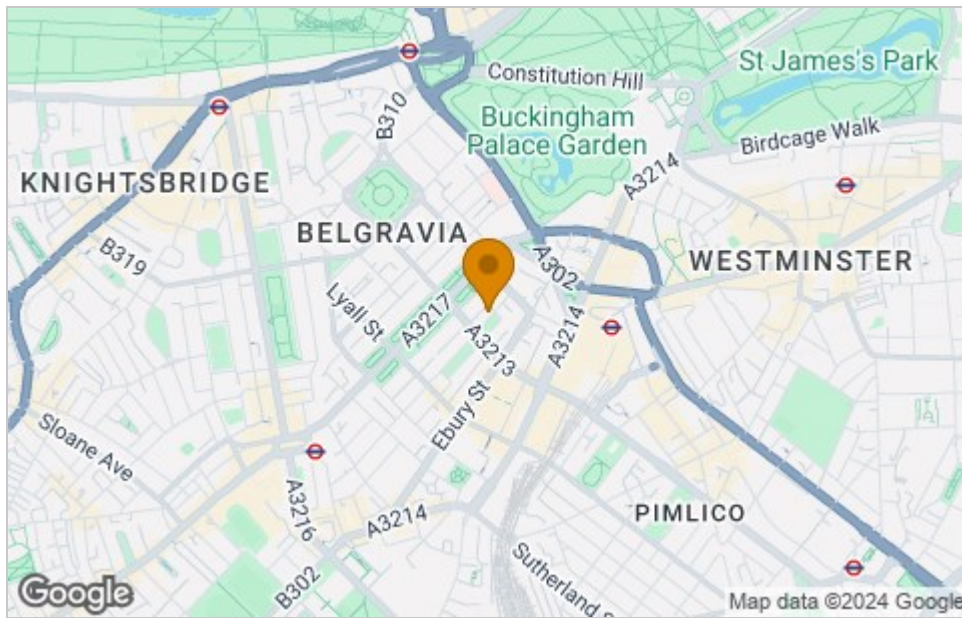 Constitution Hill
St James's Park
B310
Buckingham
Palace Garden
Birdcage Walk
A3214
KNIGHTSBRIDGE
BELGRAVIA
WESTMINSTER
B319
A302
Lyall St
A3217
A3214
A3213
Ebury St
Sloane Ave
A3216
A3214
PIMLICO
B302
Sutherland
Google
Map data ©2024 Google